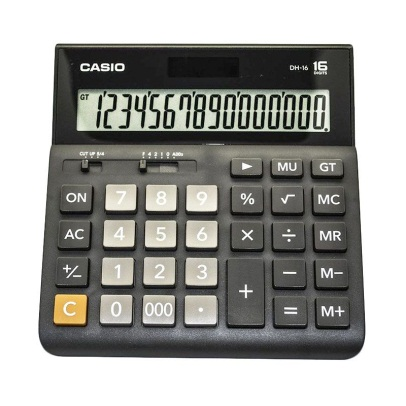 CASIO DH-16 16 DIGITS
GT
1234567890000000.
CUT UP 5/4 F 4 2 1 0 ADD2
► MU GT
ON 7 8 9 % √ MC
AC 4 5 6 × ÷ MR
+/− 1 2 3 + − M−
C 0 000 · = M+